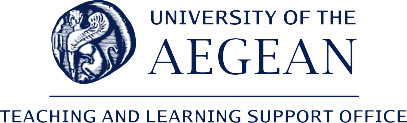 UNIVERSITY OF THE
AEGEAN
TEACHING AND LEARNING SUPPORT OFFICE